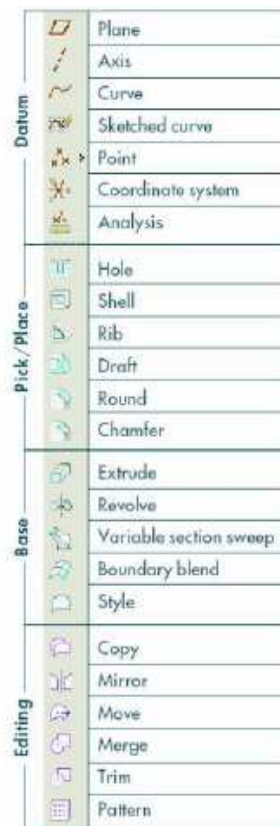 Datum
Plane
Axis
Curve
Sketched curve
Point
Coordinate system
Analysis
Pick/Place
Hole
Shell
Rib
Draft
Round
Chamfer
Base
Extrude
Revolve
Variable section sweep
Boundary blend
Style
Editing
Copy
Mirror
Move
Merge
Trim
Pattern